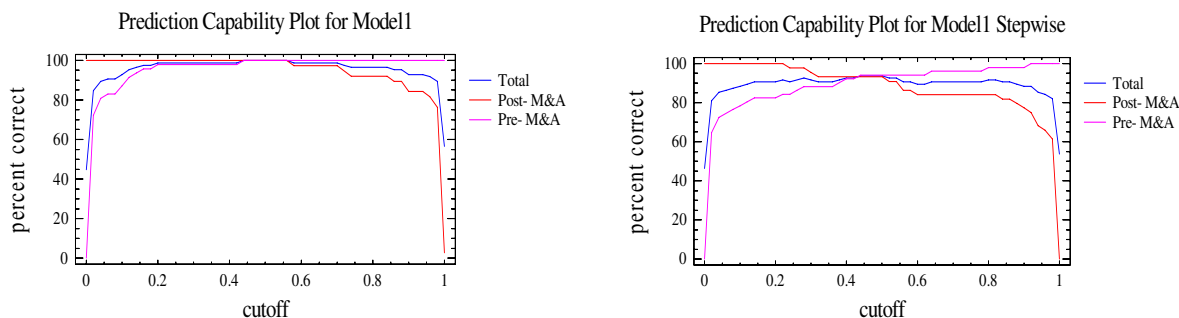 Prediction Capability Plot for Model1
percent correct
100
80
60
40
20
0
0
0.2
0.4
0.6
0.8
1
cutoff
Total
Post- M&A
Pre- M&A
Prediction Capability Plot for Model1 Stepwise
percent correct
100
80
60
40
20
0
0
0.2
0.4
0.6
0.8
1
cutoff
Total
Post- M&A
Pre- M&A